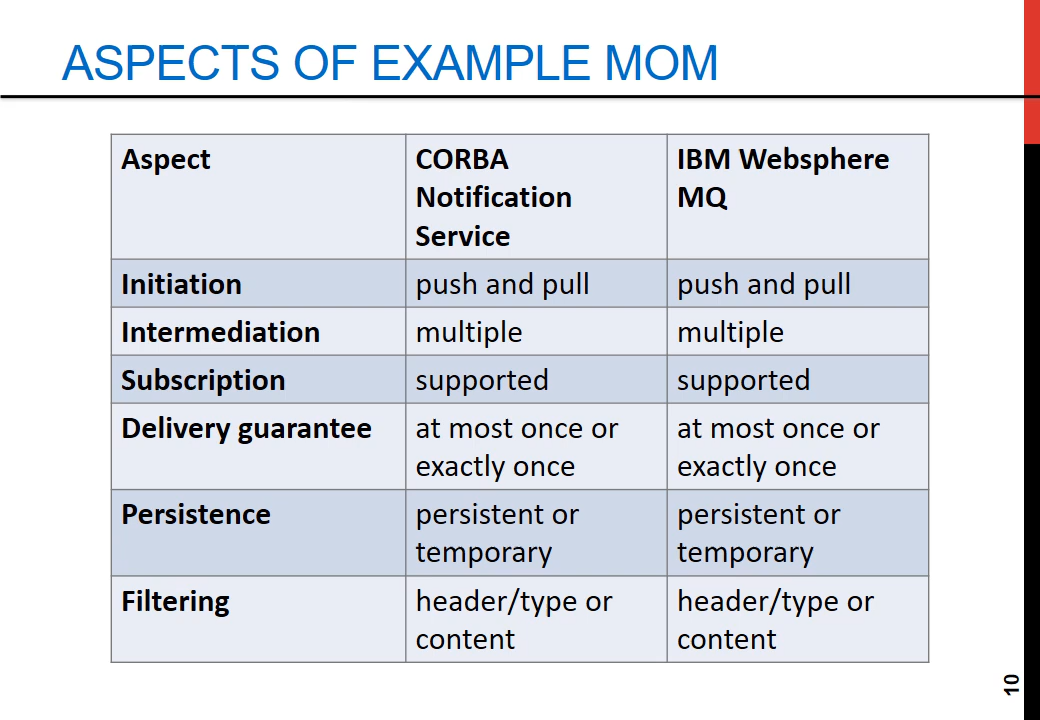 ASPECTS OF EXAMPLE MOM
Aspect CORBA Notification Service IBM Websphere MQ
Initiation push and pull push and pull
Intermediation multiple multiple
Subscription supported supported
Delivery guarantee at most once or exactly once at most once or exactly once
Persistence persistent or temporary persistent or temporary
Filtering header/type or content header/type or content
10